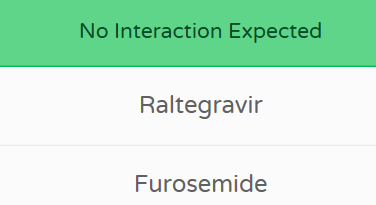 No Interaction Expected
Raltegravir
Furosemide